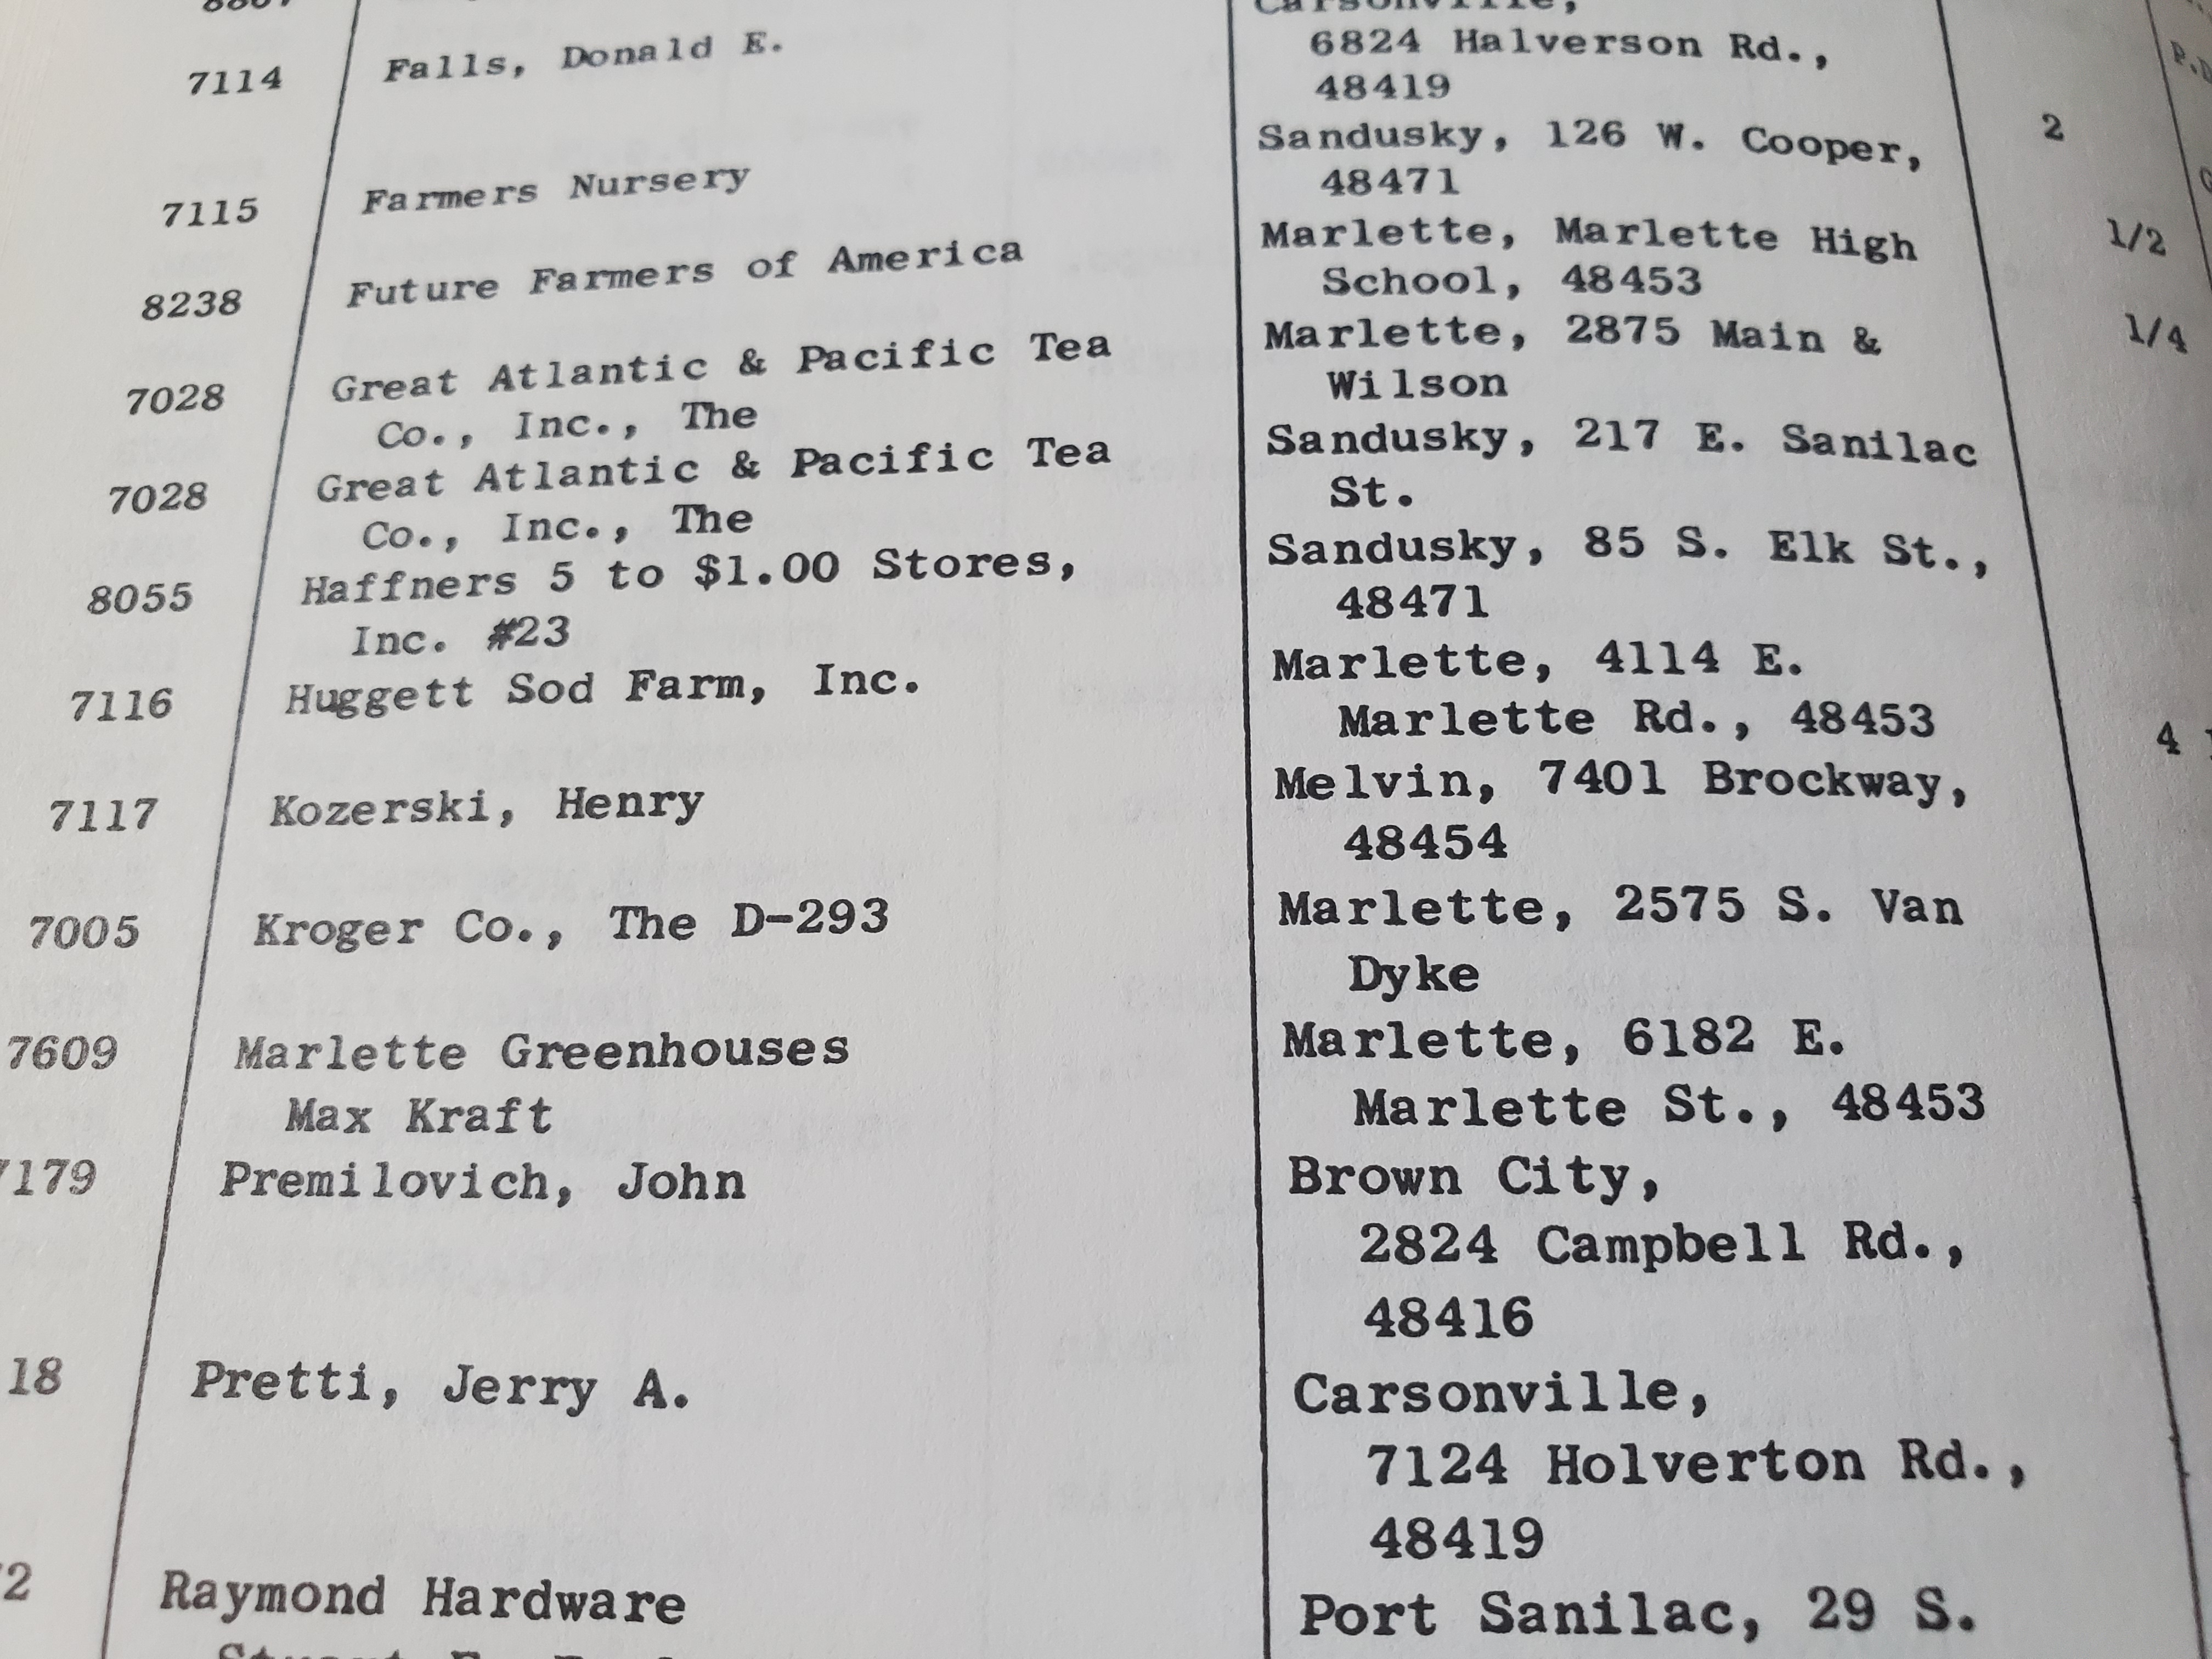 Carsonville,
7114 Falls, Donald E. 6824 Halverson Rd.,
48419
7115 Farmers Nursery Sandusky, 126 W. Cooper, 2
48471
8238 Future Farmers of America Marlette, Marlette High 1/2
School, 48453
7028 Great Atlantic & Pacific Tea Marlette, 2875 Main & 1/4
Co., Inc., The Wilson
7028 Great Atlantic & Pacific Tea Sandusky, 217 E. Sanilac
Co., Inc., The St.
8055 Haffners 5 to $1.00 Stores, Sandusky, 85 S. Elk St.,
Inc. #23 48471
7116 Huggett Sod Farm, Inc. Marlette, 4114 E.
Marlette Rd., 48453 4
7117 Kozerski, Henry Melvin, 7401 Brockway,
48454
7005 Kroger Co., The D-293 Marlette, 2575 S. Van
Dyke
7609 Marlette Greenhouses Marlette, 6182 E.
Max Kraft Marlette St., 48453
7179 Premilovich, John Brown City,
2824 Campbell Rd.,
48416
18 Pretti, Jerry A. Carsonville,
7124 Holverton Rd.,
48419
2 Raymond Hardware Port Sanilac, 29 S.